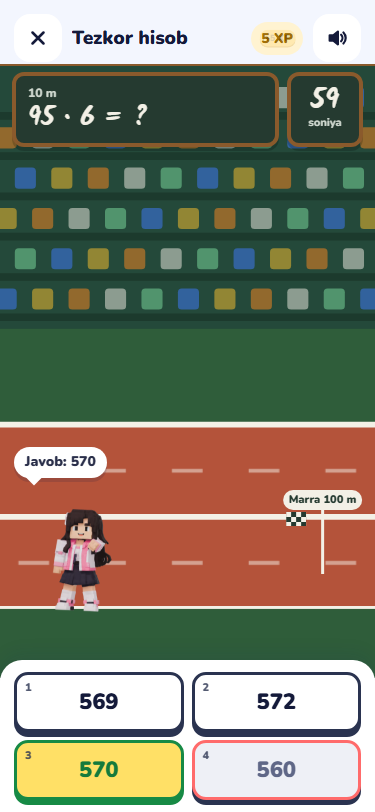 Tezkor hisob
5 XP
10 m
95 · 6 = ?
59
soniya
Javob: 570
Marra 100 m
1
569
2
572
3
570
4
560